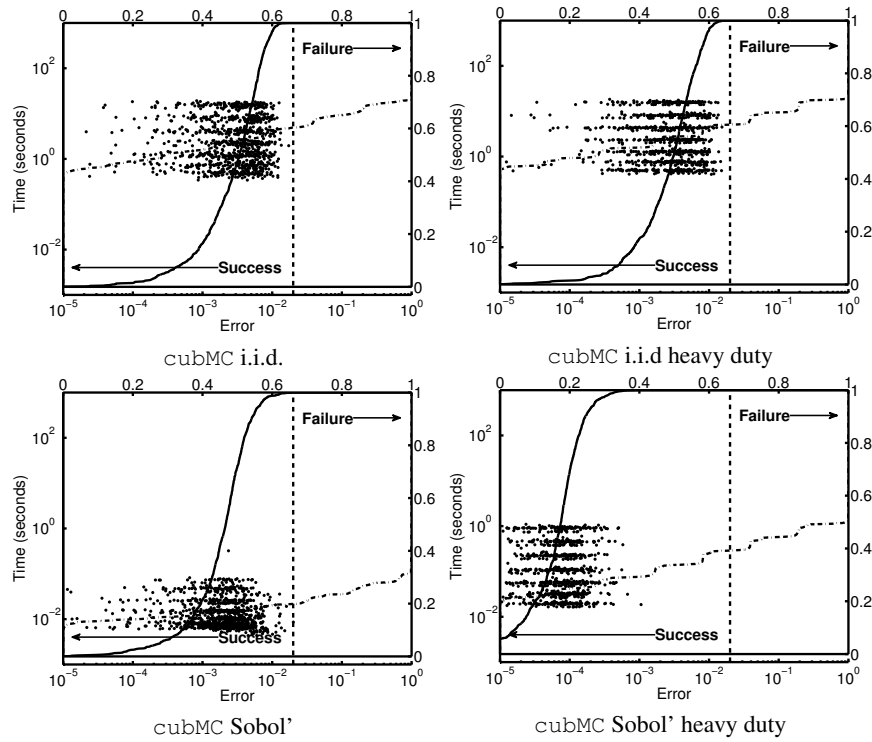 0 0.2 0.4 0.6 0.8 1
Failure
Success
Time (seconds)
10^2
10^0
10^−2
1
0.8
0.6
0.4
0.2
0
10^−5 10^−4 10^−3 10^−2 10^−1 10^0
Error
cubMC i.i.d.
0 0.2 0.4 0.6 0.8 1
Failure
Success
Time (seconds)
10^2
10^0
10^−2
1
0.8
0.6
0.4
0.2
0
10^−5 10^−4 10^−3 10^−2 10^−1 10^0
Error
cubMC i.i.d heavy duty
0 0.2 0.4 0.6 0.8 1
Failure
Success
Time (seconds)
10^2
10^0
10^−2
1
0.8
0.6
0.4
0.2
0
10^−5 10^−4 10^−3 10^−2 10^−1 10^0
Error
cubMC Sobol’
0 0.2 0.4 0.6 0.8 1
Failure
Success
Time (seconds)
10^2
10^0
10^−2
1
0.8
0.6
0.4
0.2
0
10^−5 10^−4 10^−3 10^−2 10^−1 10^0
Error
cubMC Sobol’ heavy duty